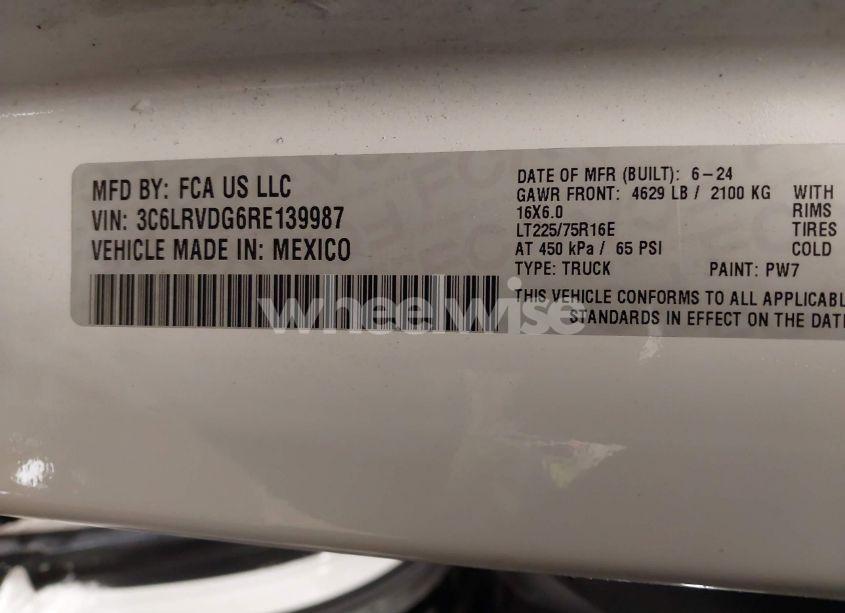 MFD BY: FCA US LLC
VIN: 3C6LRVDG6RE139987
VEHICLE MADE IN: MEXICO
DATE OF MFR (BUILT): 6-24
GAWR FRONT: 4629 LB / 2100 KG WITH
16X6.0 RIMS
LT225/75R16E TIRES
AT 450 kPa / 65 PSI COLD
TYPE: TRUCK PAINT: PW7
THIS VEHICLE CONFORMS TO ALL APPLICABL
STANDARDS IN EFFECT ON THE DATE
wheelwise